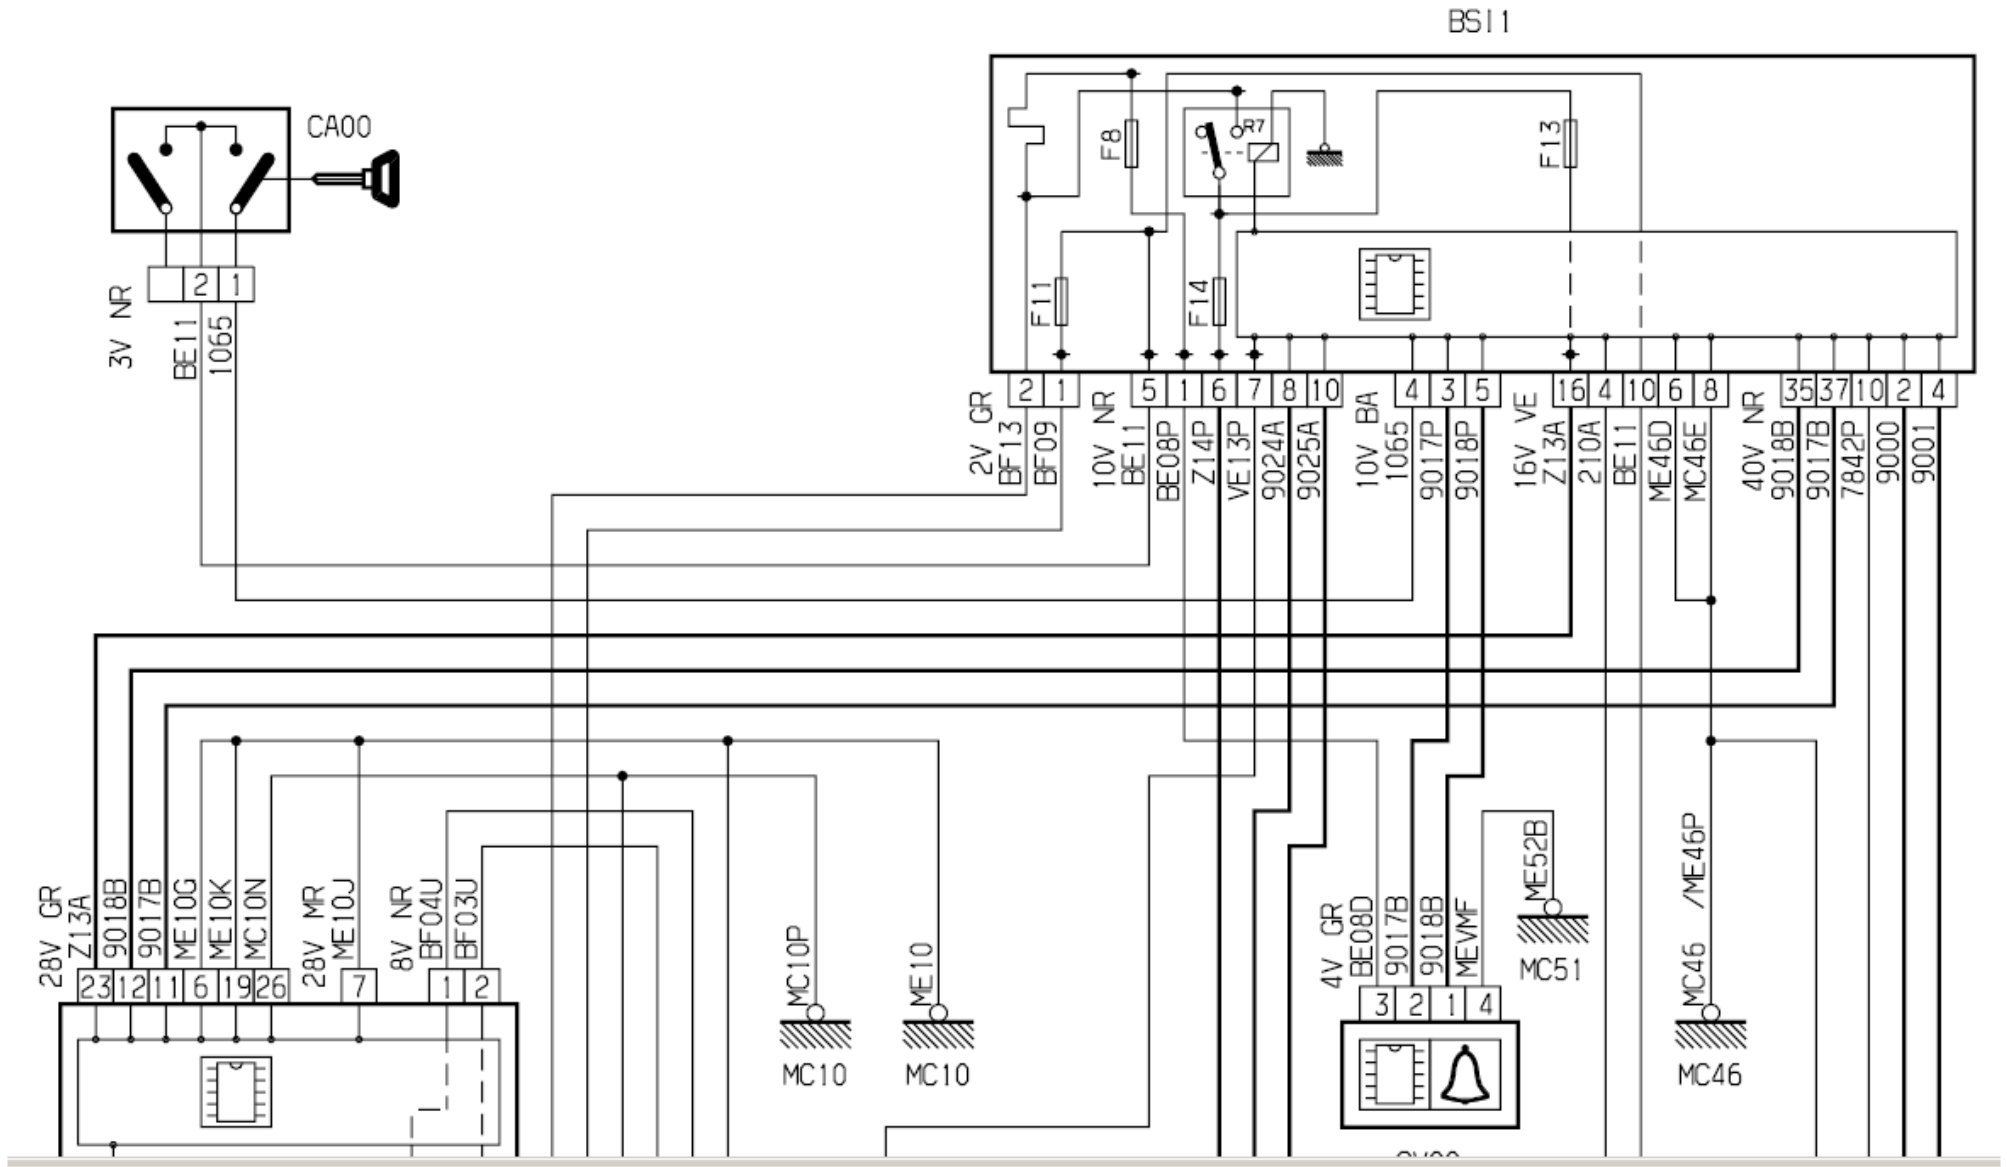 BSI1
CA00
F8
R7
F13
F11
F14
3V NR
2 1
BE11
1065
2V GR
2 1
BF13
BF09
10V NR
5 1 6 7 8 10
BE11
BE08P
Z14P
VE13P
9024A
9025A
10V BA
4 3 5
1065
9017P
9018P
16V VE
16 4 10 6 8
Z13A
210A
BE11
ME46D
MC46E
40V NR
35 37 10 2 4
9018B
9017B
7842P
9000
9001
28V GR
Z13A
9018B
9017B
ME10G
ME10K
MC10N
23 12 11 6 19 26
28V MR
ME10J
7
8V NR
BF04U
BF03U
1 2
MC10P
MC10
ME10
MC10
4V GR
BE08D
9017B
9018B
MEVMF
3 2 1 4
ME52B
MC51
MC46 /ME46P
MC46